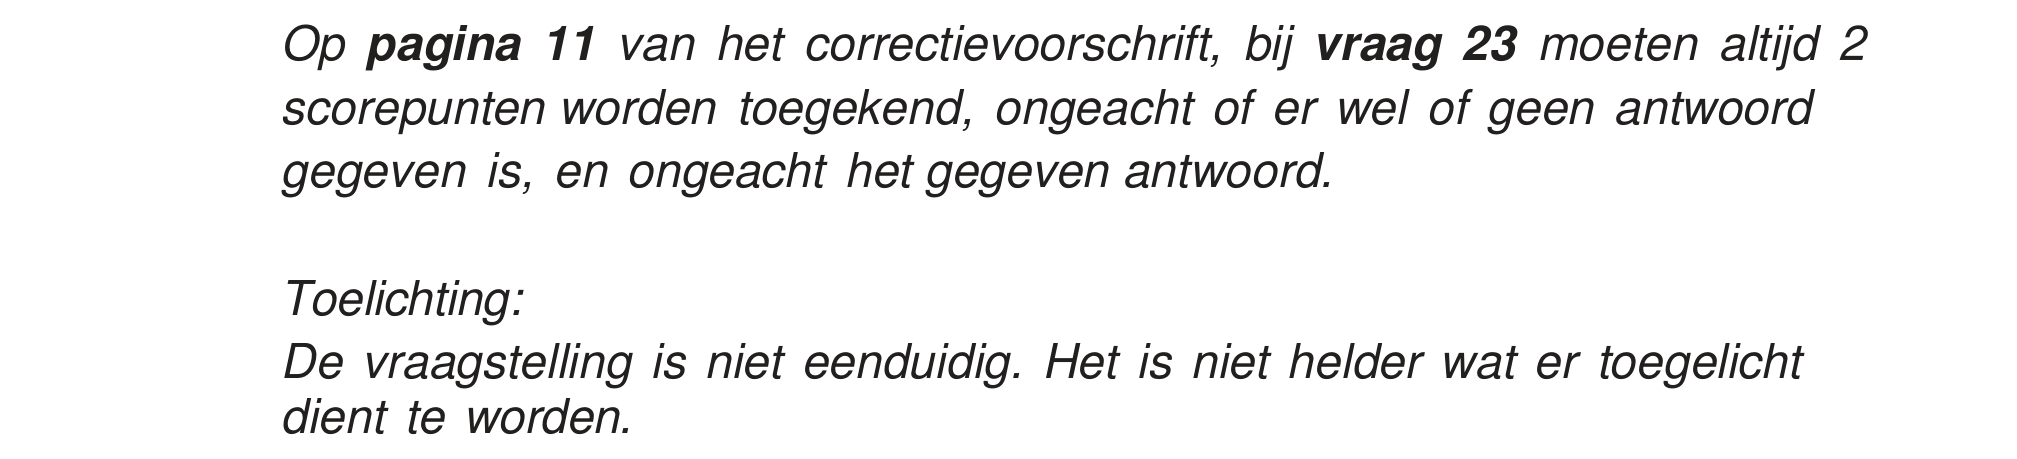 Op pagina 11 van het correctievoorschrift, bij vraag 23 moeten altijd 2
scorepunten worden toegekend, ongeacht of er wel of geen antwoord
gegeven is, en ongeacht het gegeven antwoord.
Toelichting:
De vraagstelling is niet eenduidig. Het is niet helder wat er toegelicht
dient te worden.